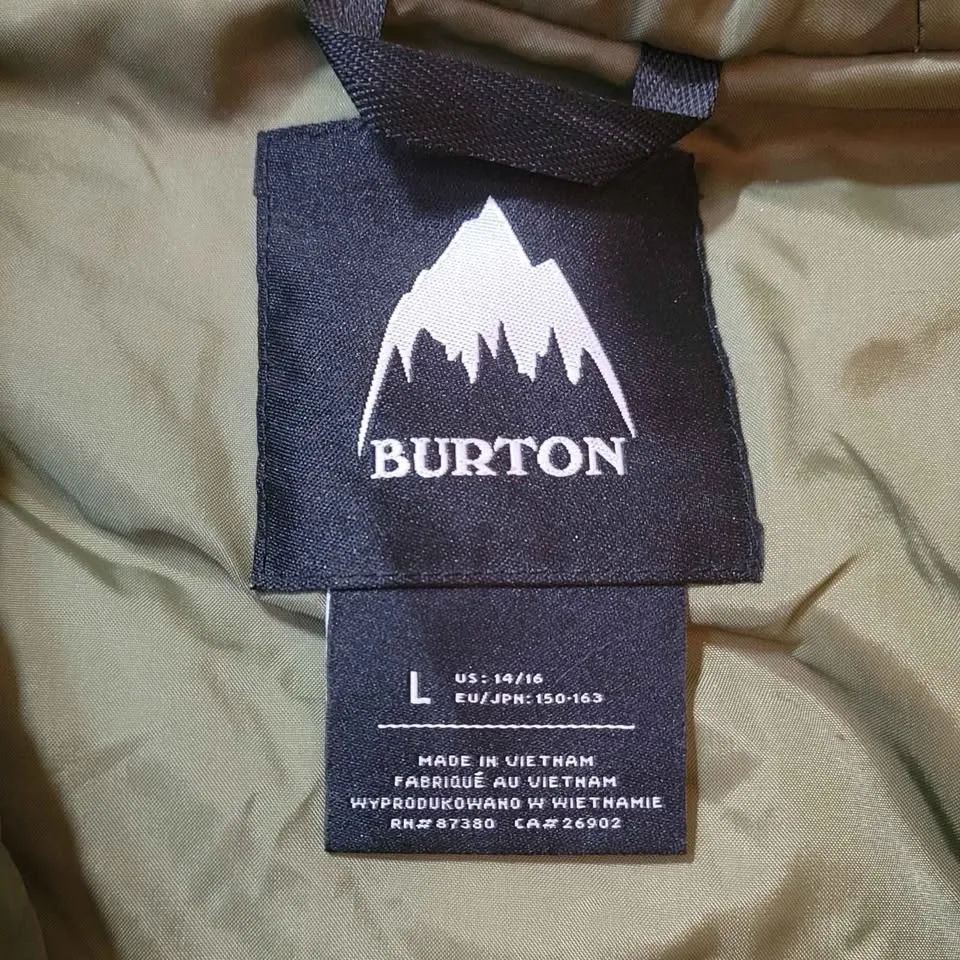 BURTON
L
US: 14/16
EU/JPN: 150-163
MADE IN VIETNAM
FABRIQUÉ AU VIETNAM
WYPRODUKOWANO W WIETNAMIE
RN#87380 CA#26902